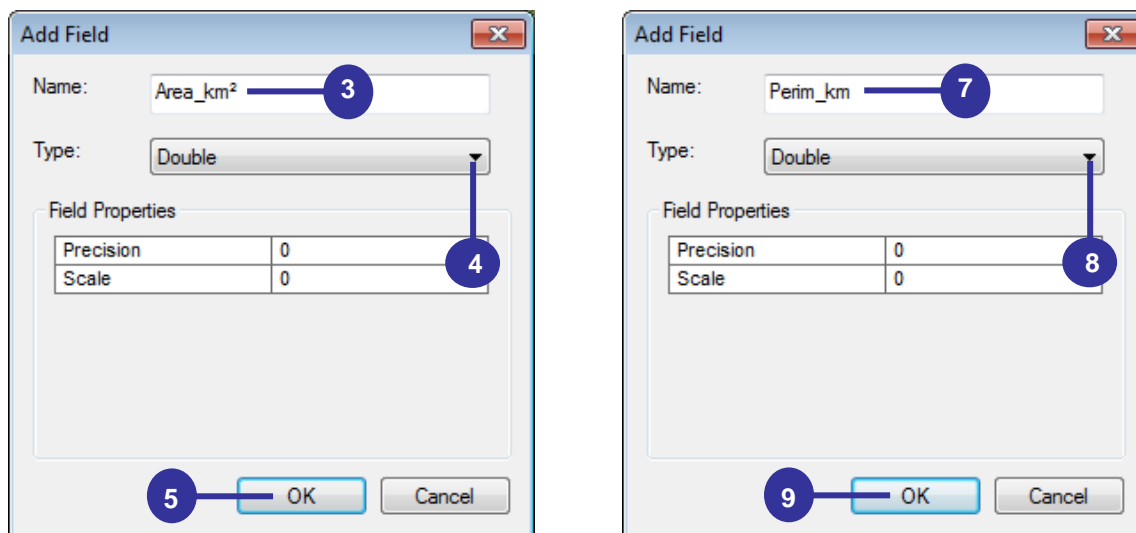 Add Field
Name: Area_km² 3
Type: Double
Field Properties
Precision 0
4
Scale 0
5 OK Cancel
Add Field
Name: Perim_km 7
Type: Double
Field Properties
Precision 0
8
Scale 0
9 OK Cancel